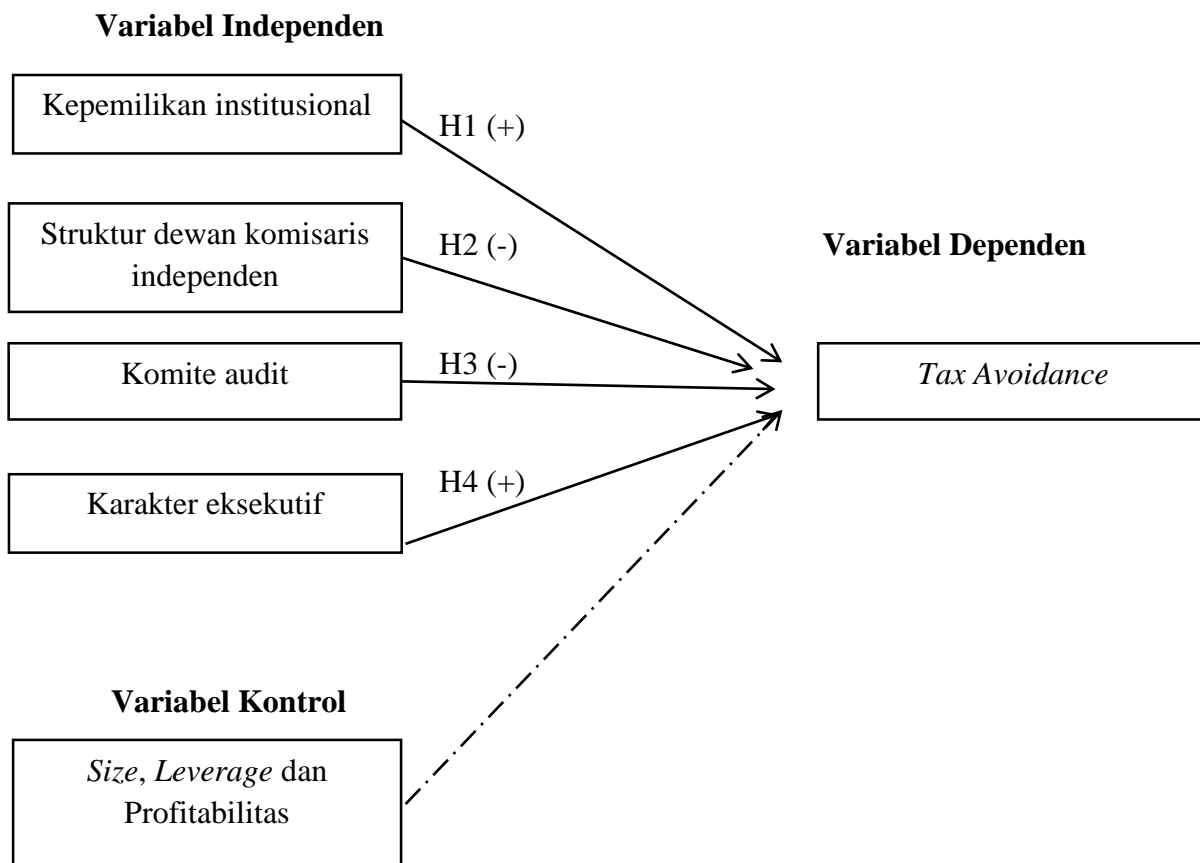 Variabel Independen
Kepemilikan institusional
H1 (+)
Struktur dewan komisaris
independen
H2 (-)
Variabel Dependen
Komite audit
H3 (-)
Tax Avoidance
Karakter eksekutif
H4 (+)
Variabel Kontrol
Size, Leverage dan
Profitabilitas